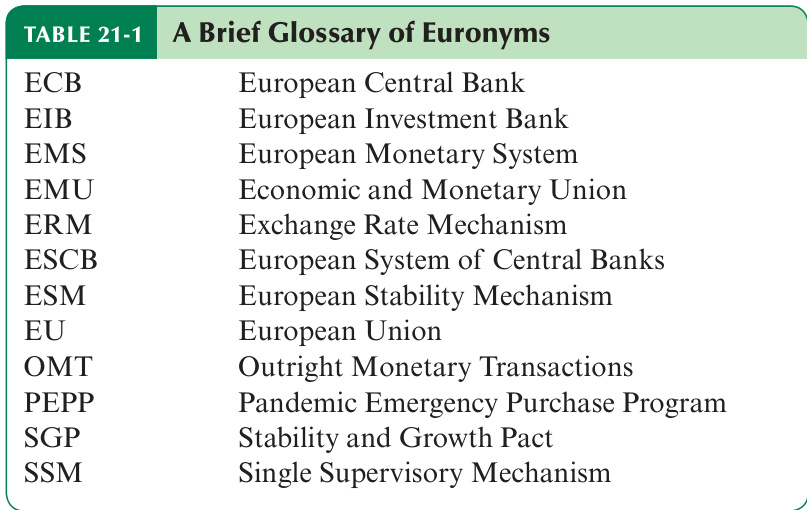 TABLE 21-1 A Brief Glossary of Euronyms
ECB European Central Bank
EIB European Investment Bank
EMS European Monetary System
EMU Economic and Monetary Union
ERM Exchange Rate Mechanism
ESCB European System of Central Banks
ESM European Stability Mechanism
EU European Union
OMT Outright Monetary Transactions
PEPP Pandemic Emergency Purchase Program
SGP Stability and Growth Pact
SSM Single Supervisory Mechanism